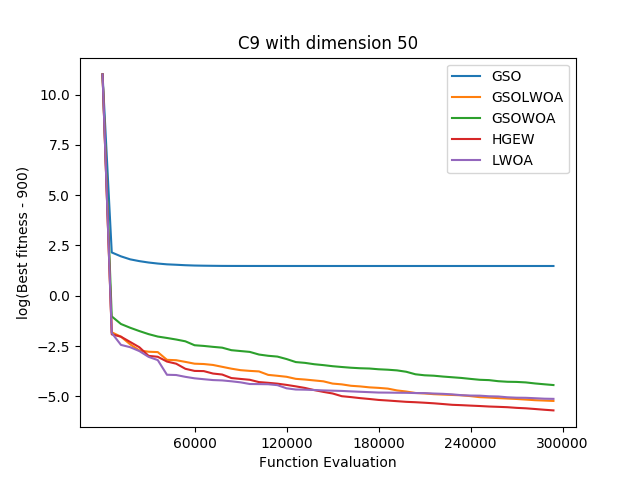 C9 with dimension 50
log(Best fitness - 900)
10.0
7.5
5.0
2.5
0.0
−2.5
−5.0
GSO
GSOLWOA
GSOWOA
HGEW
LWOA
60000
120000
180000
240000
300000
Function Evaluation